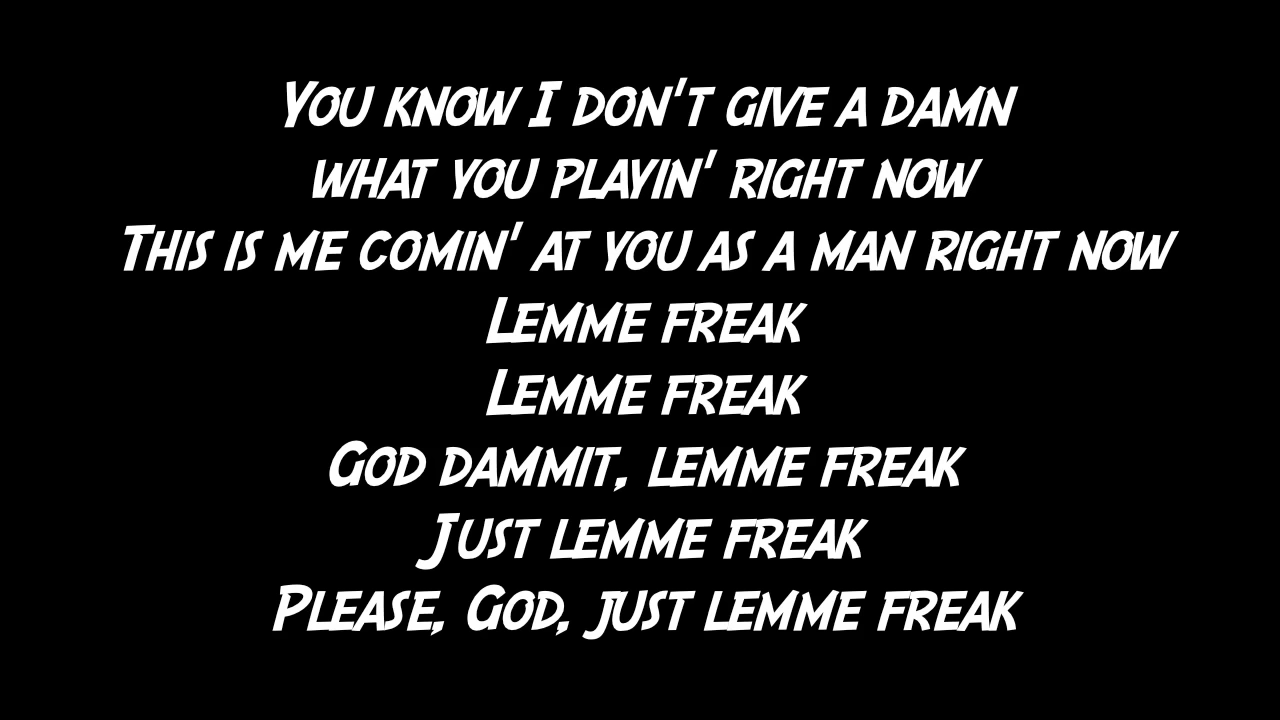 You know I don't give a damn
what you playin' right now
This is me comin' at you as a man right now
Lemme freak
Lemme freak
God dammit, lemme freak
Just lemme freak
Please, God, just lemme freak